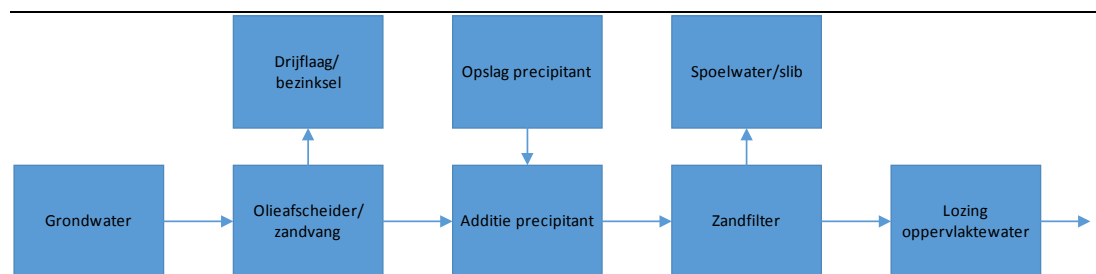 Drijflaag/
bezinksel
Opslag precipitant
Spoelwater/slib
Grondwater
Olieafscheider/
zandvang
Additie precipitant
Zandfilter
Lozing
oppervlaktewater